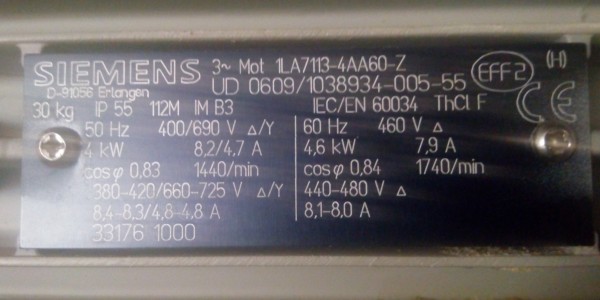 SIEMENS 3~ Mot 1LA7113-4AA60-Z EFF2 (H)
D-91056 Erlangen UD 0609/1038934-005-55
30 kg IP 55 112M IM B3 IEC/EN 60034 ThCl F CE
50 Hz 400/690 V Δ/Y 60 Hz 460 V Δ
4 kW 8,2/4,7 A 4,6 kW 7,9 A
cosφ 0,83 1440/min cosφ 0,84 1740/min
380-420/660-725 V Δ/Y 440-480 V Δ
8,4-8,3/4,8-4,8 A 8,1-8,0 A
33176 1000